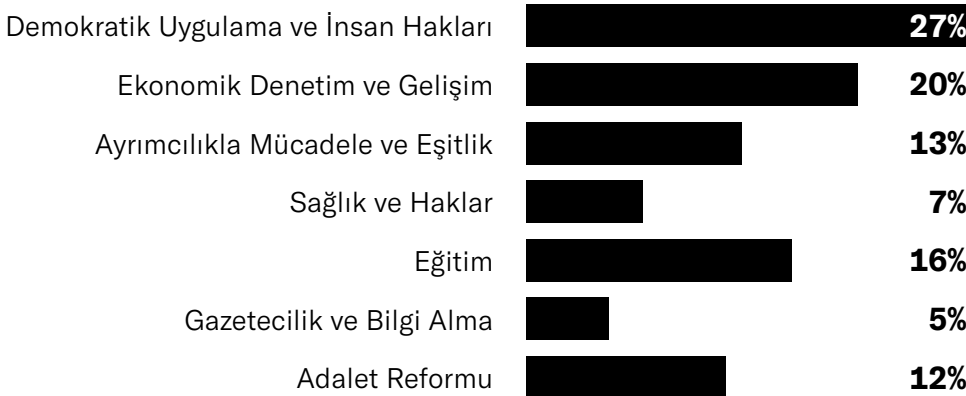 Demokratik Uygulama ve İnsan Hakları 27%
Ekonomik Denetim ve Gelişim 20%
Ayrımcılıkla Mücadele ve Eşitlik 13%
Sağlık ve Haklar 7%
Eğitim 16%
Gazetecilik ve Bilgi Alma 5%
Adalet Reformu 12%